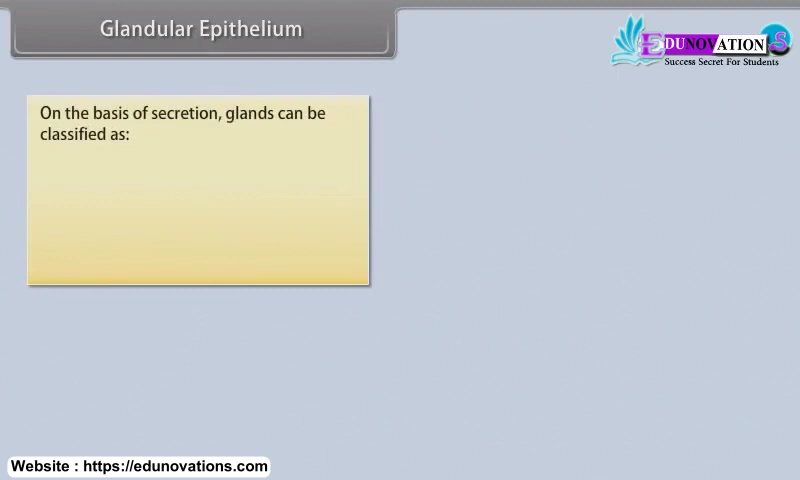 Glandular Epithelium
EDUNOVATIONS
Success Secret For Students
On the basis of secretion, glands can be
classified as:
Website : https://edunovations.com